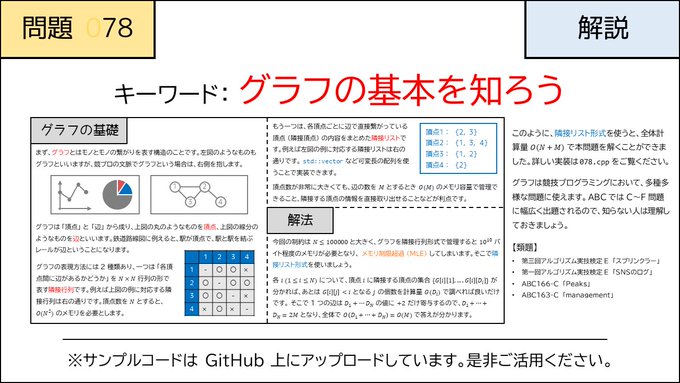 問題 078
解説
キーワード: グラフの基本を知ろう
グラフの基礎
まず、グラフとはモノとモノの繋がりを表す構造のことです。左図のようなものも
グラフといいますが、競プロの文脈でグラフという場合は、右側を指します。
1
2
3
4
グラフは「頂点」と「辺」から成り、上図の丸のようなものを頂点、上図の線分の
ようなものを辺といいます。鉄道路線図に例えると、駅が頂点で、駅と駅を結ぶ
レールが辺ということになります。
グラフの表現方法には 2 種類あり、一つは「各頂
点間に辺があるかどうか」を N × N 行列の形で
表す隣接行列です。例えば上図の例に対応する隣
接行列は右の通りです。頂点数を N とすると、
O(N²) のメモリを必要とします。
1 2 3 4
1 - ○ ○ ×
2 ○ - ○ ○
3 ○ ○ - ×
4 × ○ × -
もう一つは、各頂点ごとに辺で直接繋がっている
頂点（隣接頂点）の内容をまとめた隣接リストで
す。例えば左図の例に対応する隣接リストは右の
通りです。std::vector など可変長の配列を使
うことで実装できます。
頂点1： {2, 3}
頂点2： {1, 3, 4}
頂点3： {1, 2}
頂点4： {2}
頂点数が非常に大きくても、辺の数を M とするとき O(M) のメモリ容量で管理で
きること、隣接する頂点の情報を直接取り出せることなどが利点です。
解法
今回の制約は N ≤ 100000 と大きく、グラフを隣接行列形式で管理すると 10¹⁰ バ
イト程度のメモリが必要となり、 メモリ制限超過 (MLE) してしまいます。そこで隣
接リスト形式を使いましょう。
各 i (1 ≤ i ≤ N) について、頂点 i に隣接する頂点の集合 {G[i][1], …, G[i][Dᵢ]} が
分かれば、あとは G[i][j] < i となる j の個数を計算量 O(Dᵢ) で調べれば良いだけ
です。そこで 1 つの辺は D₁ + ⋯ + D_N の値に +2 だけ寄与するので、D₁ + ⋯ +
D_N = 2M となり、全体で O(D₁ + ⋯ + D_N) = O(M) で答えが分かります。
このように、隣接リスト形式を使うと、全体計
算量 O(N + M) で本問題を解くことができまし
た。詳しい実装は 078.cpp をご覧ください。
グラフは競技プログラミングにおいて、多種多
様な問題に使えます。ABC では C~F 問題
に幅広く出題されるので、知らない人は理解し
ておきましょう。
【類題】
• 第三回アルゴリズム実技検定 E 「スプリンクラー」
• 第一回アルゴリズム実技検定 E 「SNSのログ」
• ABC166-C 「Peaks」
• ABC163-C 「management」
※サンプルコードは GitHub 上にアップロードしています。是非ご活用ください。